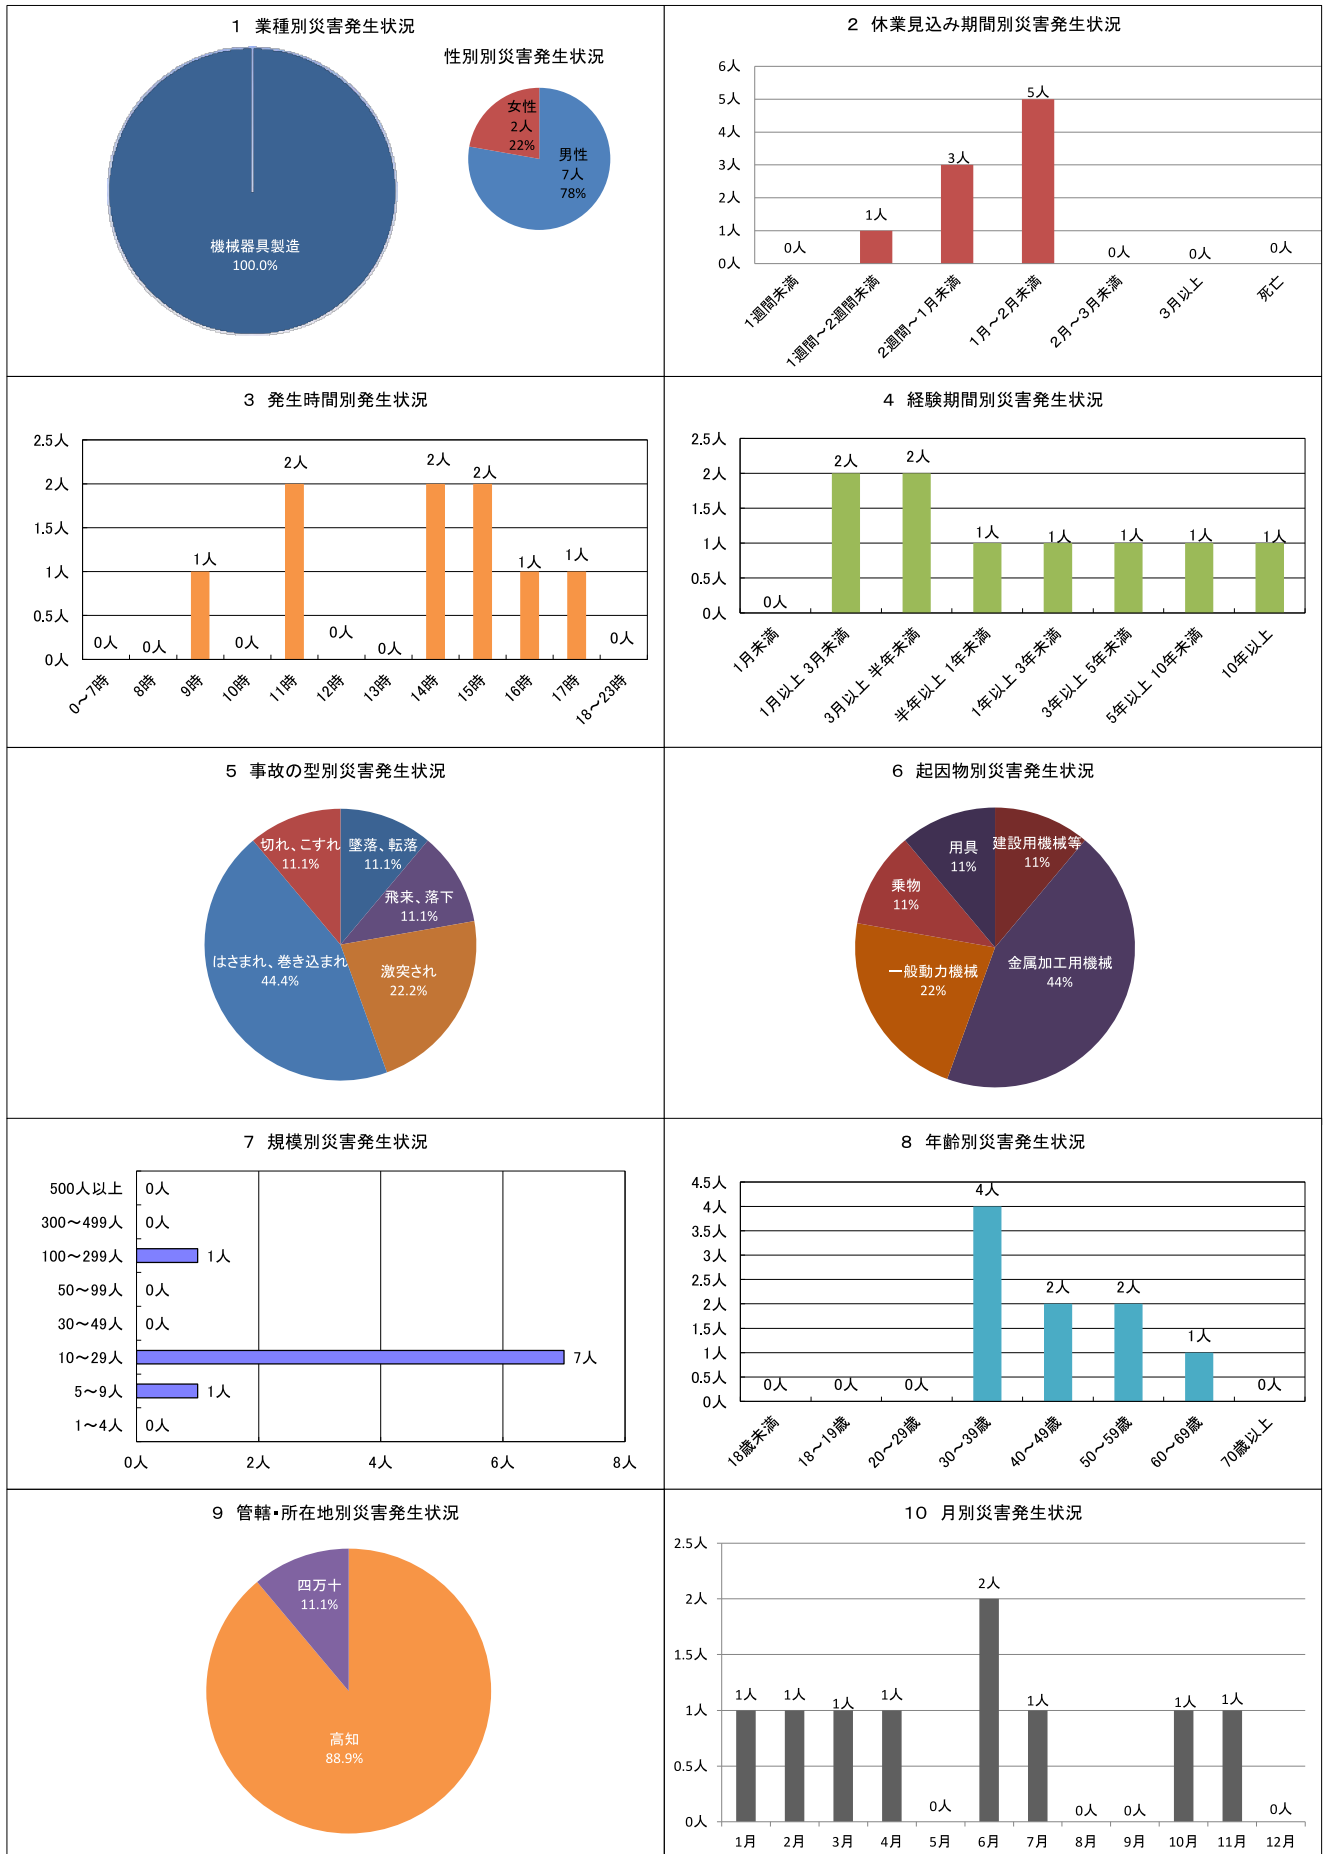 1 業種別災害発生状況
機械器具製造
100.0%
性別別災害発生状況
女性
2人
22%
男性
7人
78%
2 休業見込み期間別災害発生状況
6人
5人
4人
3人
2人
1人
0人
0人
1人
3人
5人
0人
0人
0人
1週間未満
1週間～2週間未満
2週間～1月未満
1月～2月未満
2月～3月未満
3月以上
死亡
3 発生時間別発生状況
2.5人
2人
1.5人
1人
0.5人
0人
0人
0人
1人
0人
2人
0人
0人
2人
2人
1人
1人
0人
0～7時
8時
9時
10時
11時
12時
13時
14時
15時
16時
17時
18～23時
4 経験期間別災害発生状況
2.5人
2人
1.5人
1人
0.5人
0人
0人
2人
2人
1人
1人
1人
1人
1人
1月未満
1月以上 3月未満
3月以上 半年未満
半年以上 1年未満
1年以上 3年未満
3年以上 5年未満
5年以上 10年未満
10年以上
5 事故の型別災害発生状況
切れ、こすれ
11.1%
墜落、転落
11.1%
飛来、落下
11.1%
はさまれ、巻き込まれ
44.4%
激突され
22.2%
6 起因物別災害発生状況
用具
11%
建設用機械等
11%
乗物
11%
一般動力機械
22%
金属加工用機械
44%
7 規模別災害発生状況
500人以上 0人
300～499人 0人
100～299人 1人
50～99人 0人
30～49人 0人
10～29人 7人
5～9人 1人
1～4人 0人
0人 2人 4人 6人 8人
8 年齢別災害発生状況
4.5人
4人
3.5人
3人
2.5人
2人
1.5人
1人
0.5人
0人
0人
0人
0人
4人
2人
2人
1人
0人
18歳未満
18～19歳
20～29歳
30～39歳
40～49歳
50～59歳
60～69歳
70歳以上
9 管轄・所在地別災害発生状況
四万十
11.1%
高知
88.9%
10 月別災害発生状況
2.5人
2人
1.5人
1人
0.5人
0人
1人
1人
1人
1人
0人
2人
1人
0人
0人
1人
1人
0人
1月 2月 3月 4月 5月 6月 7月 8月 9月 10月 11月 12月